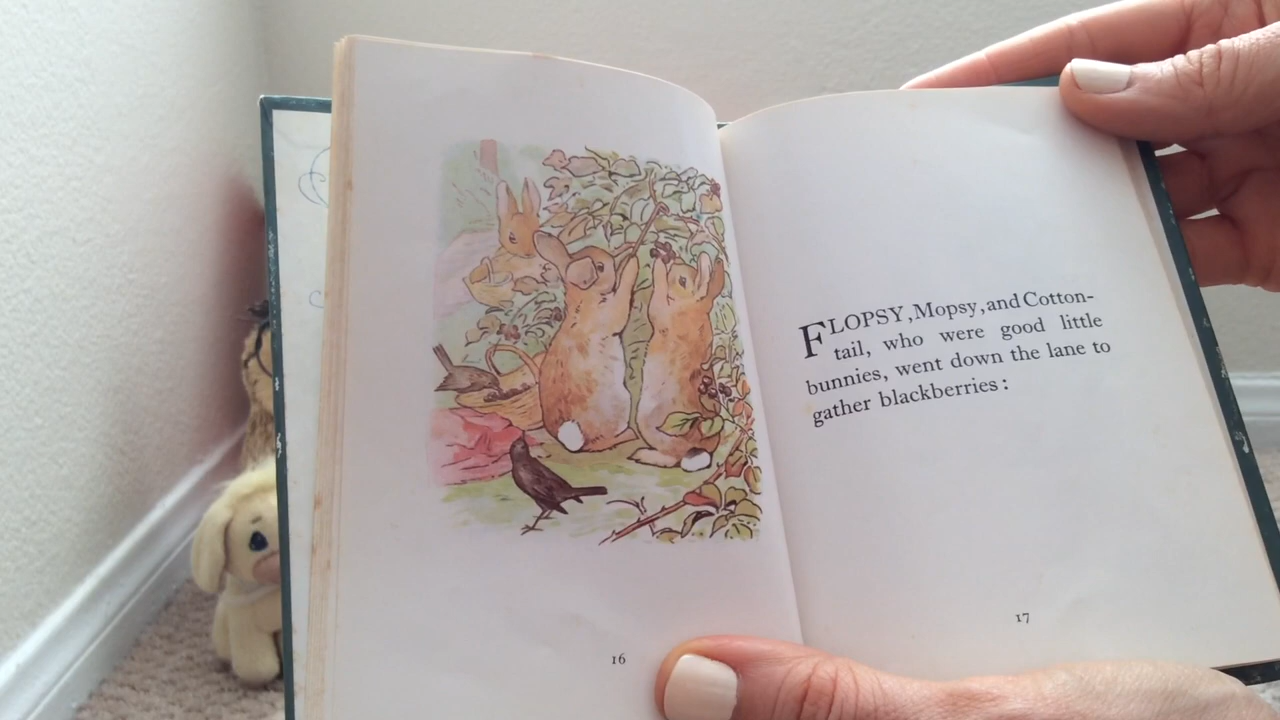 FLOPSY, Mopsy, and Cotton-
tail, who were good little
bunnies, went down the lane to
gather blackberries:
16
17